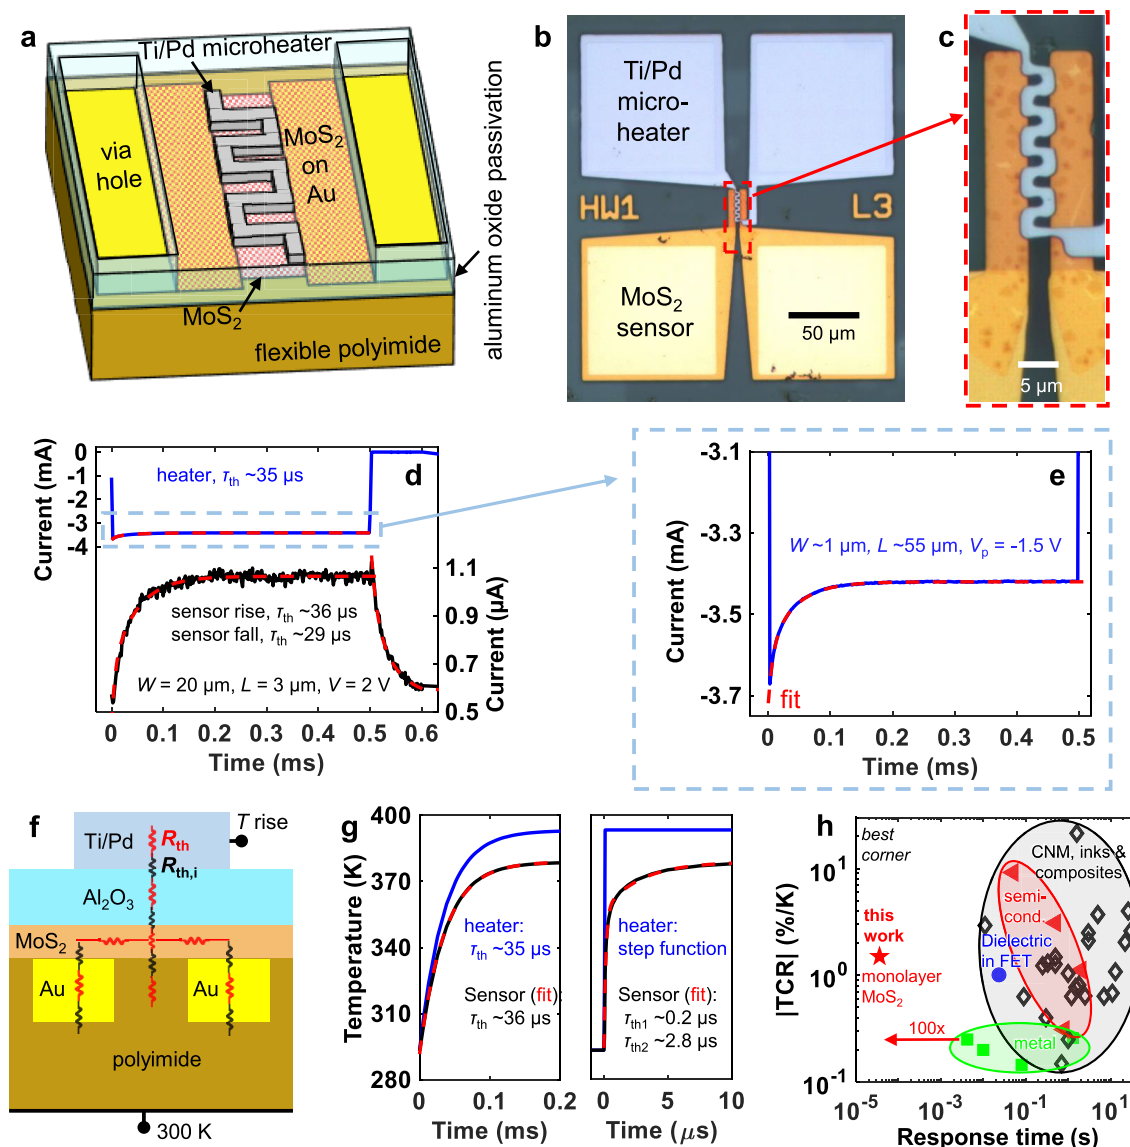 a
Ti/Pd microheater
via
hole
MoS2
on
Au
MoS2
flexible polyimide
aluminum oxide passivation
b
Ti/Pd
micro-
heater
HW1
L3
MoS2
sensor
50 µm
c
5 µm
d
Current (mA)
0
-1
-2
-3
-4
heater, τth ~35 µs
1.1
0.9
0.7
0.5
Current (µA)
sensor rise, τth ~36 µs
sensor fall, τth ~29 µs
W = 20 µm, L = 3 µm, V = 2 V
0 0.1 0.2 0.3 0.4 0.5 0.6
Time (ms)
e
Current (mA)
-3.1
-3.3
-3.5
-3.7
W ~1 µm, L ~55 µm, Vp = -1.5 V
fit
0 0.1 0.2 0.3 0.4 0.5
Time (ms)
f
Ti/Pd
Rth
Rth,i
T rise
Al2O3
MoS2
Au
Au
polyimide
300 K
g
Temperature (K)
400
370
340
310
280
heater:
τth ~35 µs
Sensor (fit):
τth ~36 µs
0 0.1 0.2
Time (ms)
heater:
step function
Sensor (fit):
τth1 ~0.2 µs
τth2 ~2.8 µs
0 5 10
Time (µs)
h
|TCR| (%/K)
10^1
10^0
10^-1
best
corner
CNM, inks &
composites
semi-
cond.
this
work
Dielectric
in FET
monolayer
MoS2
100x
metal
10^-5 10^-3 10^-1 10^1
Response time (s)